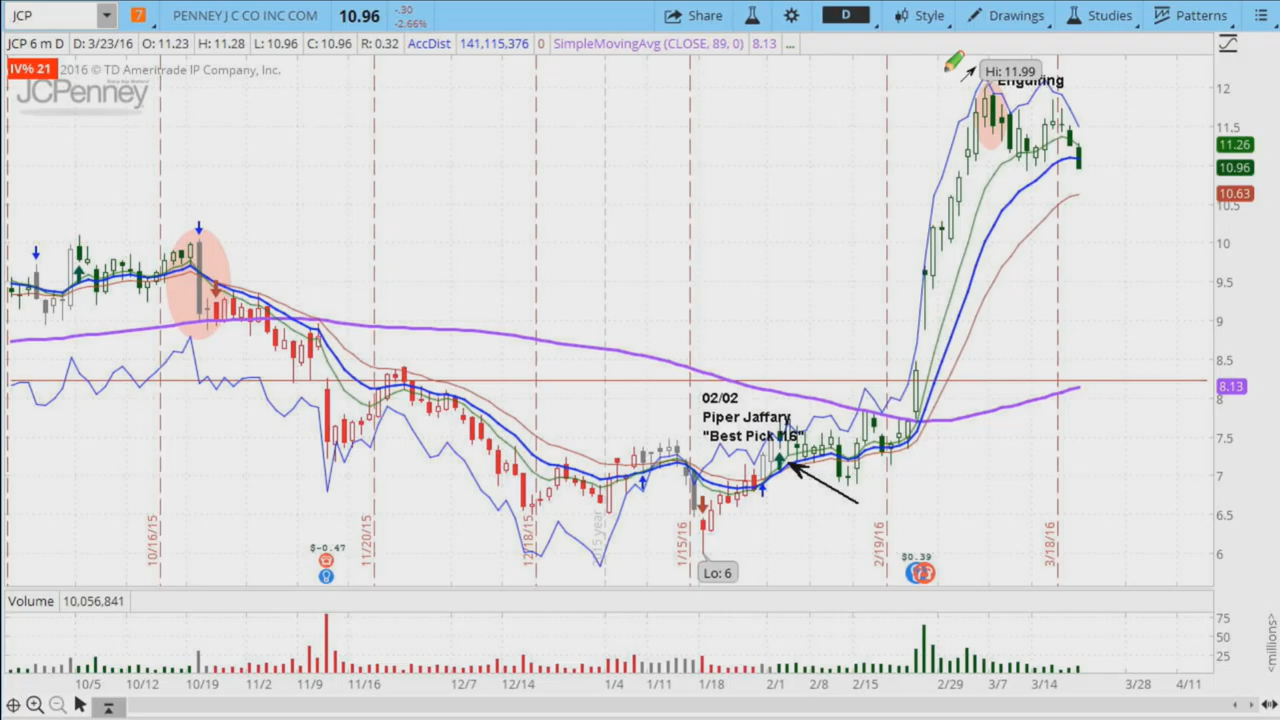 JCP
7
PENNEY J C CO INC COM
10.96
-.30
-2.66%
Share
D
Style
Drawings
Studies
Patterns
JCP 6 m D
D: 3/23/16
O: 11.23
H: 11.28
L: 10.96
C: 10.96
R: 0.32
AccDist
141,115,376
0
SimpleMovingAvg (CLOSE, 89, 0)
8.13
...
IV% 21
2016 © TD Ameritrade IP Company, Inc.
JCPenney
Hi: 11.99
Engulfing
12
11.5
11.26
10.96
10.63
10.5
10
9.5
9
8.5
8.13
8
7.5
7
6.5
6
02/02
Piper Jaffary
"Best Pick '16"
10/16/15
11/20/15
12/18/15
15 year
1/15/16
2/19/16
3/18/16
$-0.47
$0.39
Lo: 6
Volume
10,056,841
75
50
25
<millions>
10/5
10/12
10/19
11/2
11/9
11/16
12/7
12/14
1/4
1/11
1/18
2/1
2/8
2/15
2/29
3/7
3/14
3/28
4/11